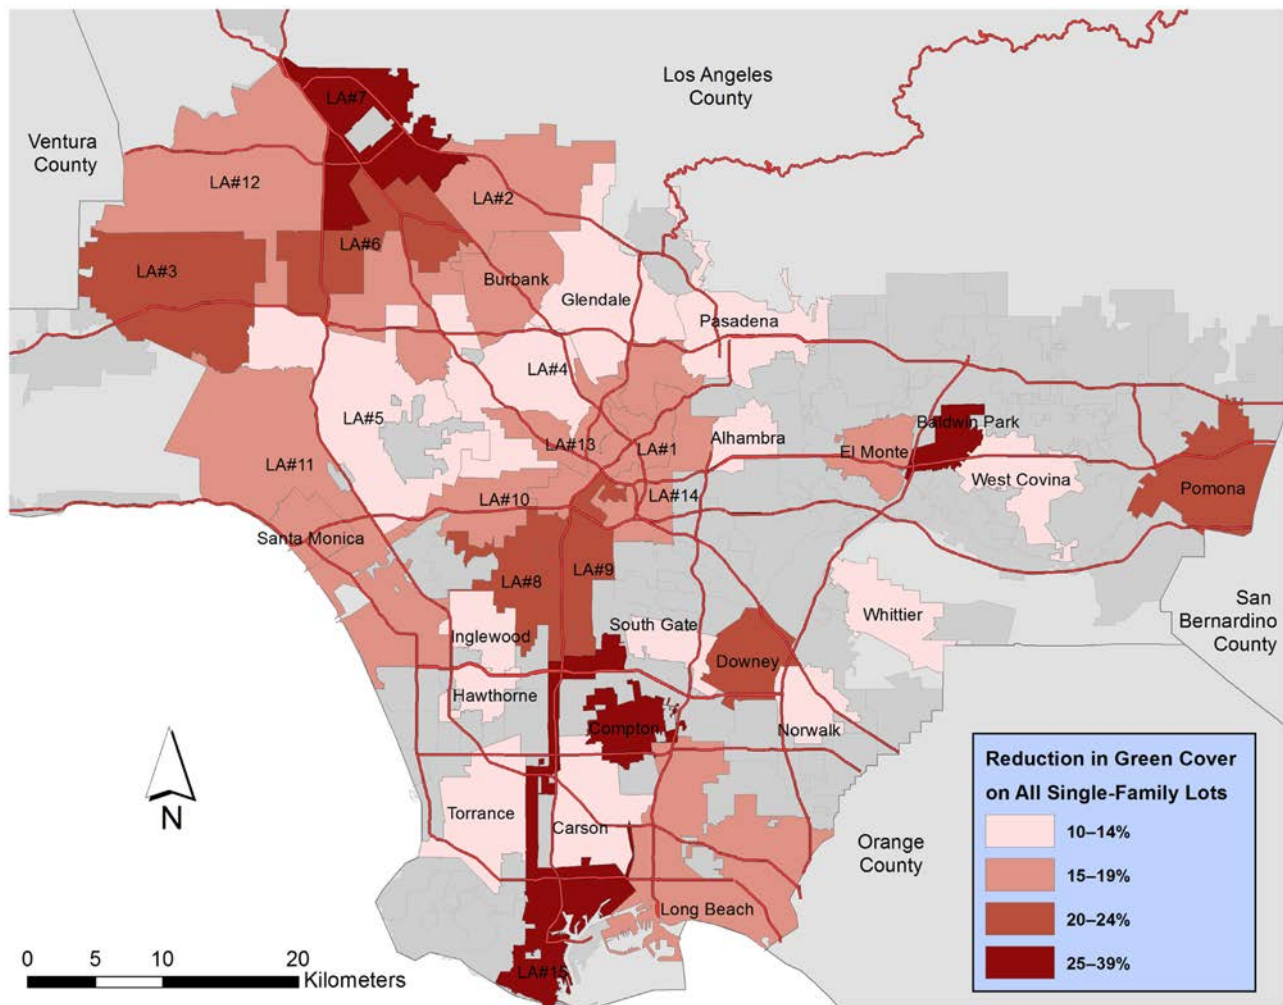 Los Angeles
County
Ventura
County
LA#7
LA#12
LA#2
LA#6
LA#3
Burbank
Glendale
Pasadena
LA#4
LA#5
LA#13
LA#1
Alhambra
Baldwin Park
El Monte
LA#11
West Covina
Pomona
LA#10
LA#14
Santa Monica
LA#8
LA#9
San
Bernardino
County
Whittier
South Gate
Inglewood
Downey
Hawthorne
Compton
Norwalk
Torrance
Carson
Orange
County
Long Beach
LA#15
N
0 5 10 20
Kilometers
Reduction in Green Cover
on All Single-Family Lots
10–14%
15–19%
20–24%
25–39%